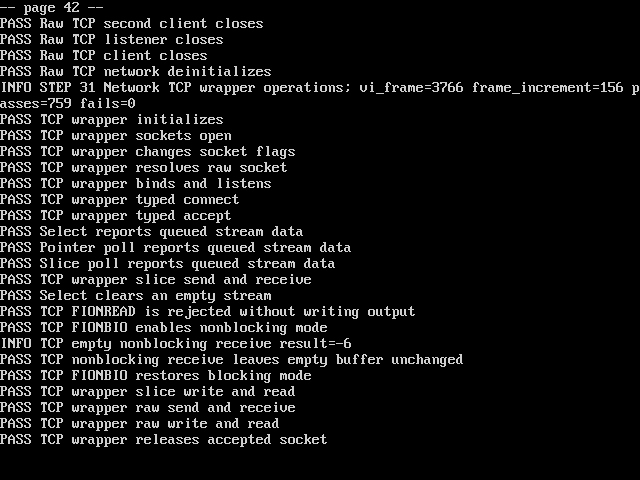 -- page 42 --
PASS Raw TCP second client closes
PASS Raw TCP listener closes
PASS Raw TCP client closes
PASS Raw TCP network deinitializes
INFO STEP 31 Network TCP wrapper operations; vi_frame=3766 frame_increment=156 p
asses=759 fails=0
PASS TCP wrapper initializes
PASS TCP wrapper sockets open
PASS TCP wrapper changes socket flags
PASS TCP wrapper resolves raw socket
PASS TCP wrapper binds and listens
PASS TCP wrapper typed connect
PASS TCP wrapper typed accept
PASS Select reports queued stream data
PASS Pointer poll reports queued stream data
PASS Slice poll reports queued stream data
PASS TCP wrapper slice send and receive
PASS Select clears an empty stream
PASS TCP FIONREAD is rejected without writing output
PASS TCP FIONBIO enables nonblocking mode
INFO TCP empty nonblocking receive result=-6
PASS TCP nonblocking receive leaves empty buffer unchanged
PASS TCP FIONBIO restores blocking mode
PASS TCP wrapper slice write and read
PASS TCP wrapper raw send and receive
PASS TCP wrapper raw write and read
PASS TCP wrapper releases accepted socket